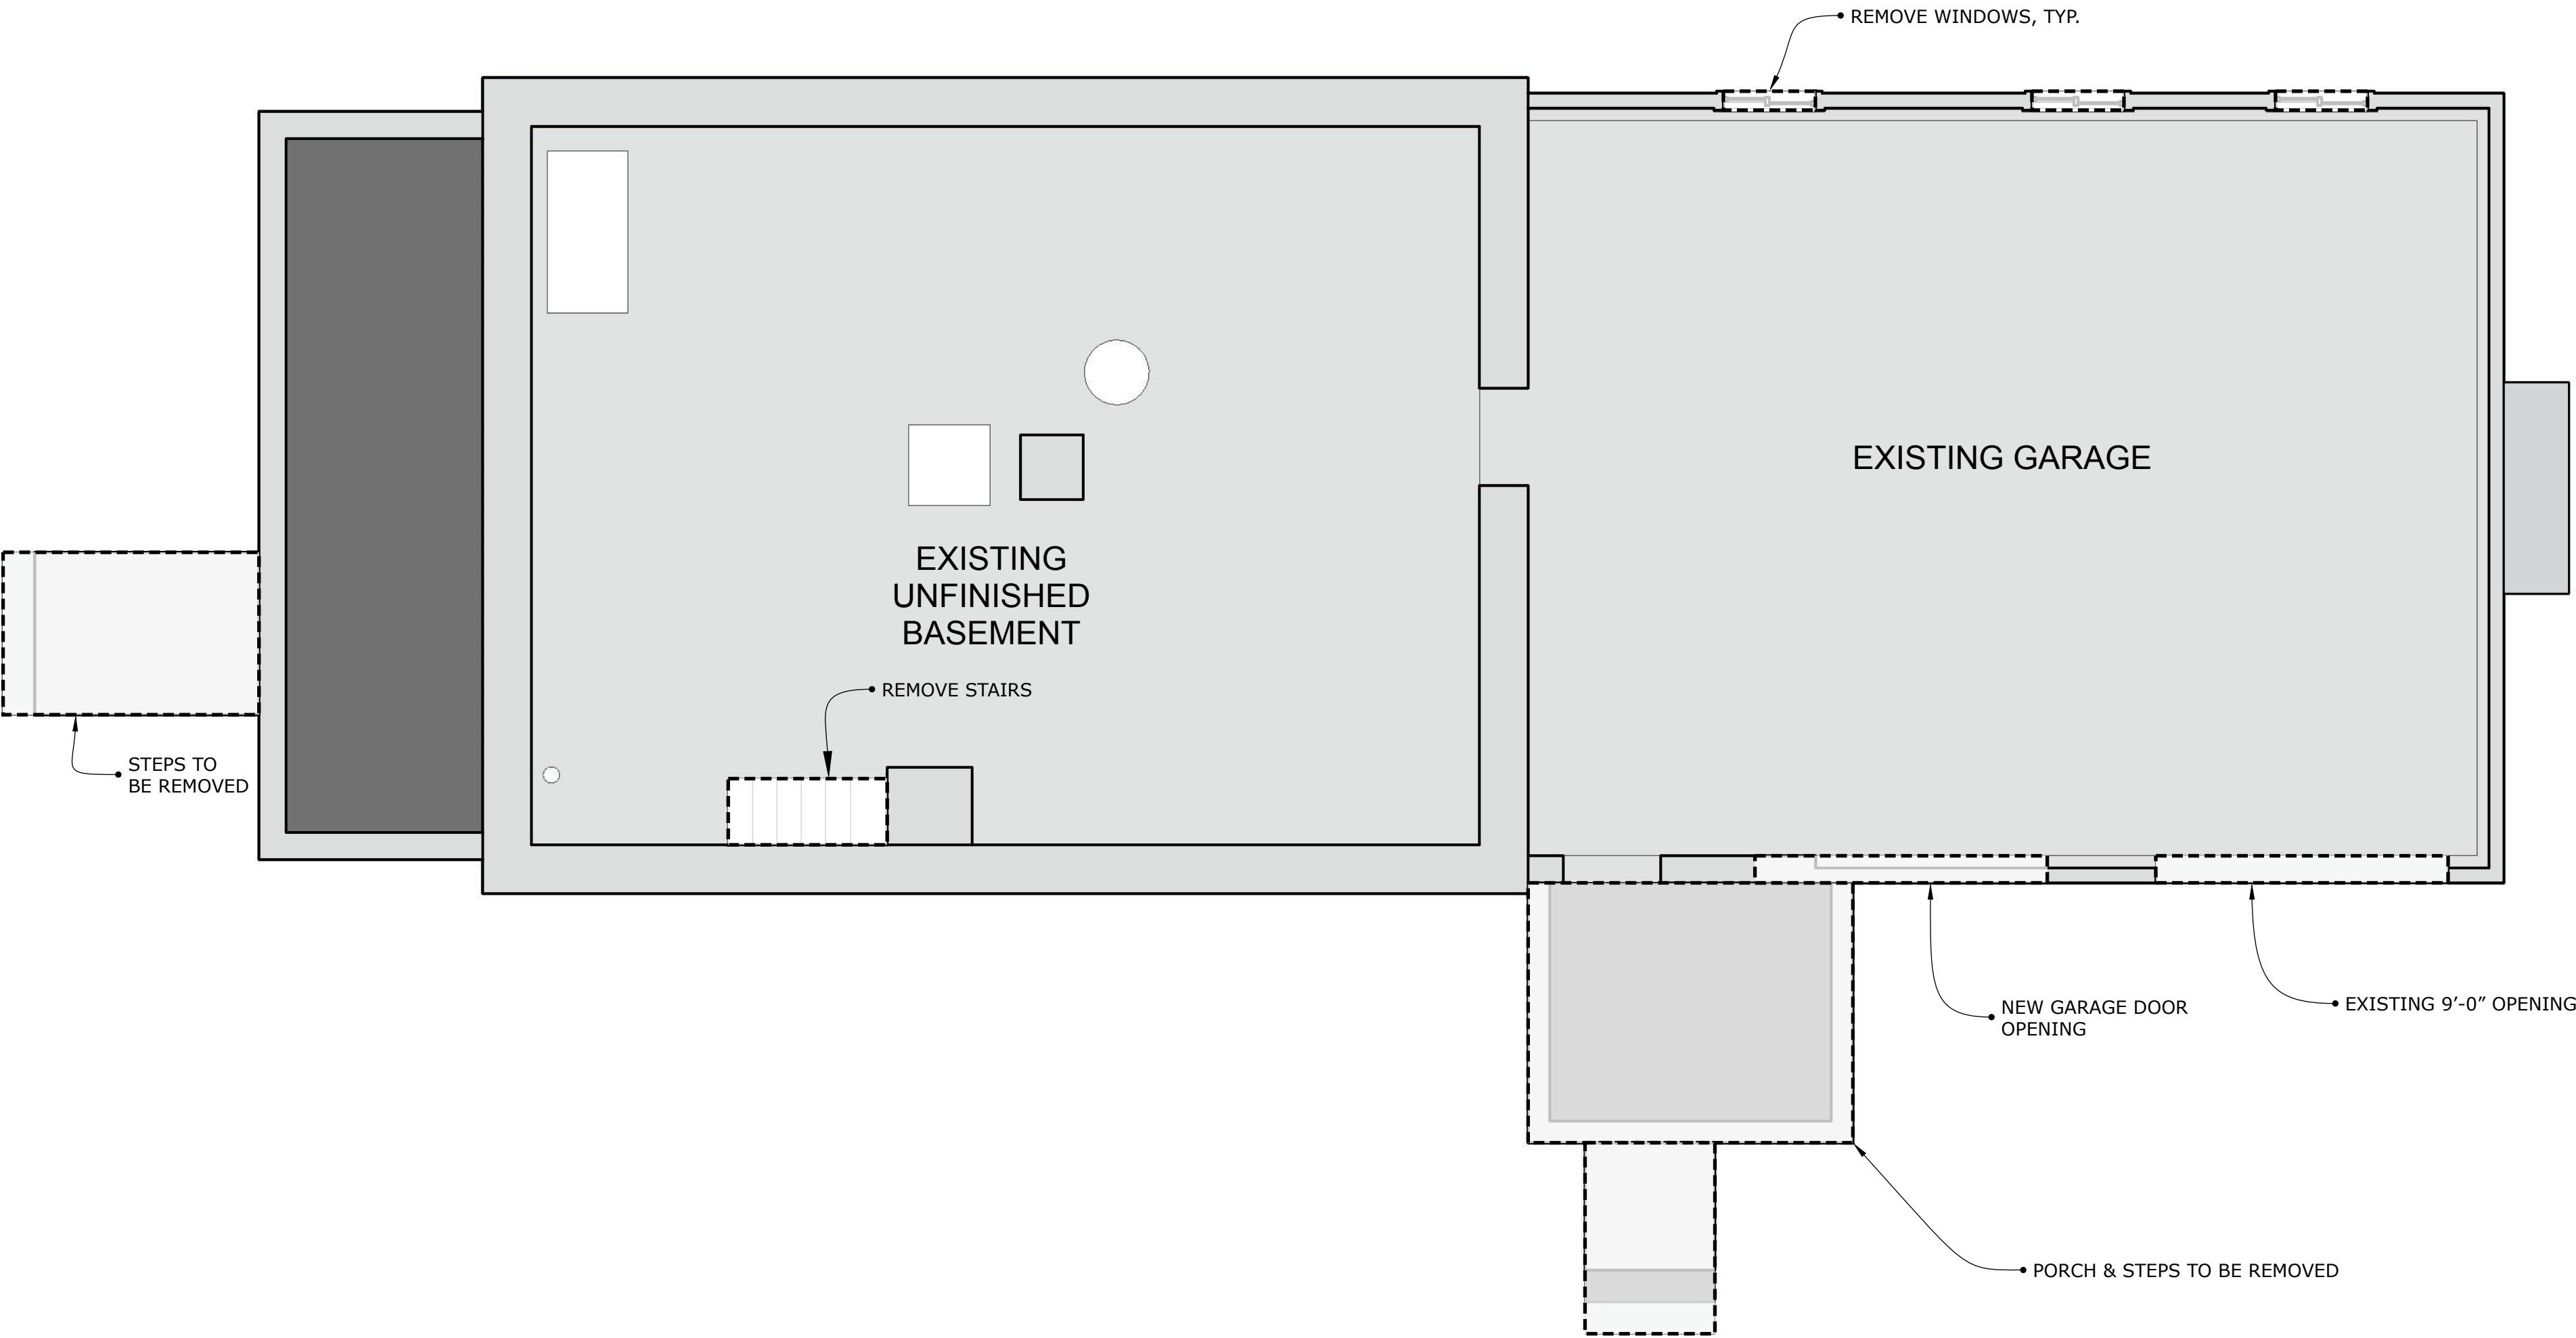 REMOVE WINDOWS, TYP.
EXISTING GARAGE
EXISTING
UNFINISHED
BASEMENT
REMOVE STAIRS
STEPS TO
BE REMOVED
NEW GARAGE DOOR
OPENING
EXISTING 9'-0" OPENING
PORCH & STEPS TO BE REMOVED